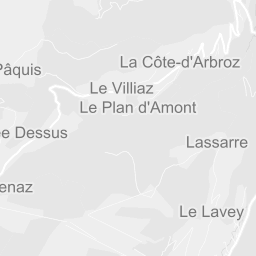 La Côte-d'Arbroz
Pâquis
Le Villiaz
Le Plan d'Amont
e Dessus
Lassarre
enaz
Le Lavey